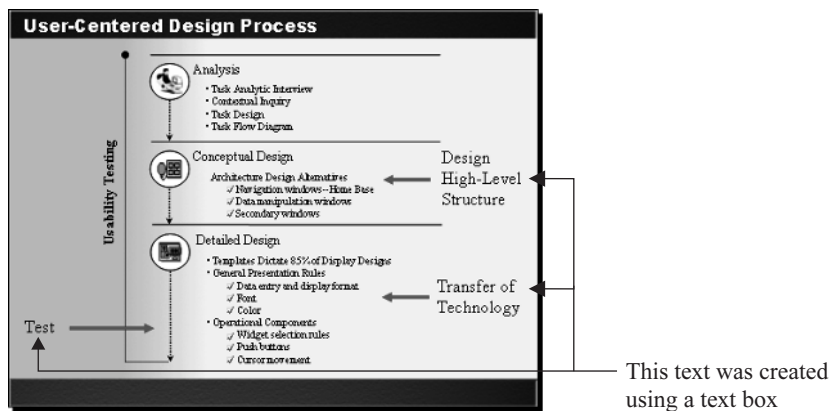 User-Centered Design Process
Usability Testing
Analysis
• Task Analytic Interview
• Contextual Inquiry
• Task Design
• Task Flow Diagram
Conceptual Design
Architecture Design Alternatives
✓ Navigation windows--Home Base
✓ Data manipulation windows
✓ Secondary windows
Design
High-Level
Structure
Detailed Design
• Templates Dictate 85% of Display Designs
• General Presentation Rules
✓ Data entry and display format
✓ Font
✓ Color
• Operational Components
✓ Widget selection rules
✓ Push buttons
✓ Cursor movement
Transfer of
Technology
Test
This text was created
using a text box